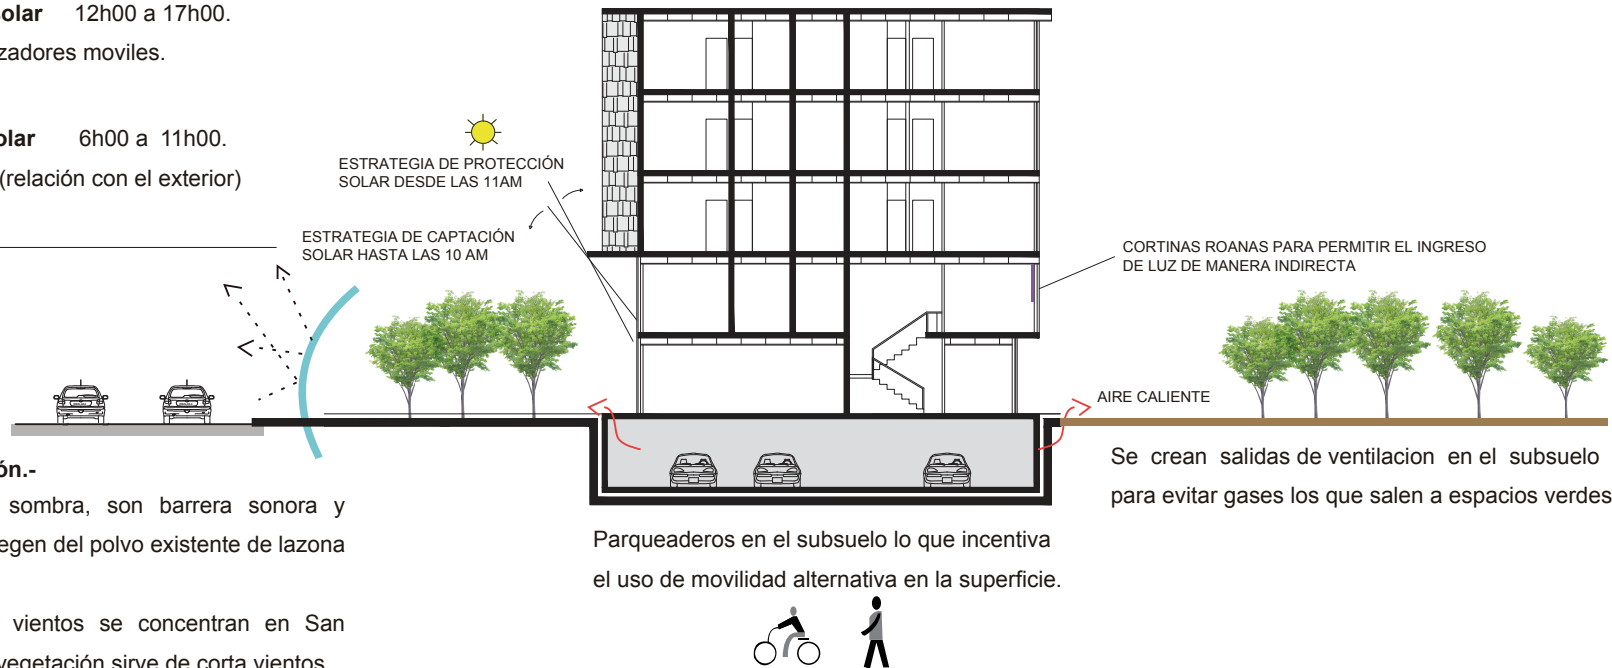 solar 12h00 a 17h00.
zadores moviles.
olar 6h00 a 11h00.
(relación con el exterior)
ESTRATEGIA DE PROTECCIÓN
SOLAR DESDE LAS 11AM
ESTRATEGIA DE CAPTACIÓN
SOLAR HASTA LAS 10 AM
CORTINAS ROANAS PARA PERMITIR EL INGRESO
DE LUZ DE MANERA INDIRECTA
AIRE CALIENTE
ón.-
sombra, son barrera sonora y
egen del polvo existente de lazona
vientos se concentran en San
vegetación sirve de corta vientos
Se crean salidas de ventilacion en el subsuelo
para evitar gases los que salen a espacios verdes
Parqueaderos en el subsuelo lo que incentiva
el uso de movilidad alternativa en la superficie.